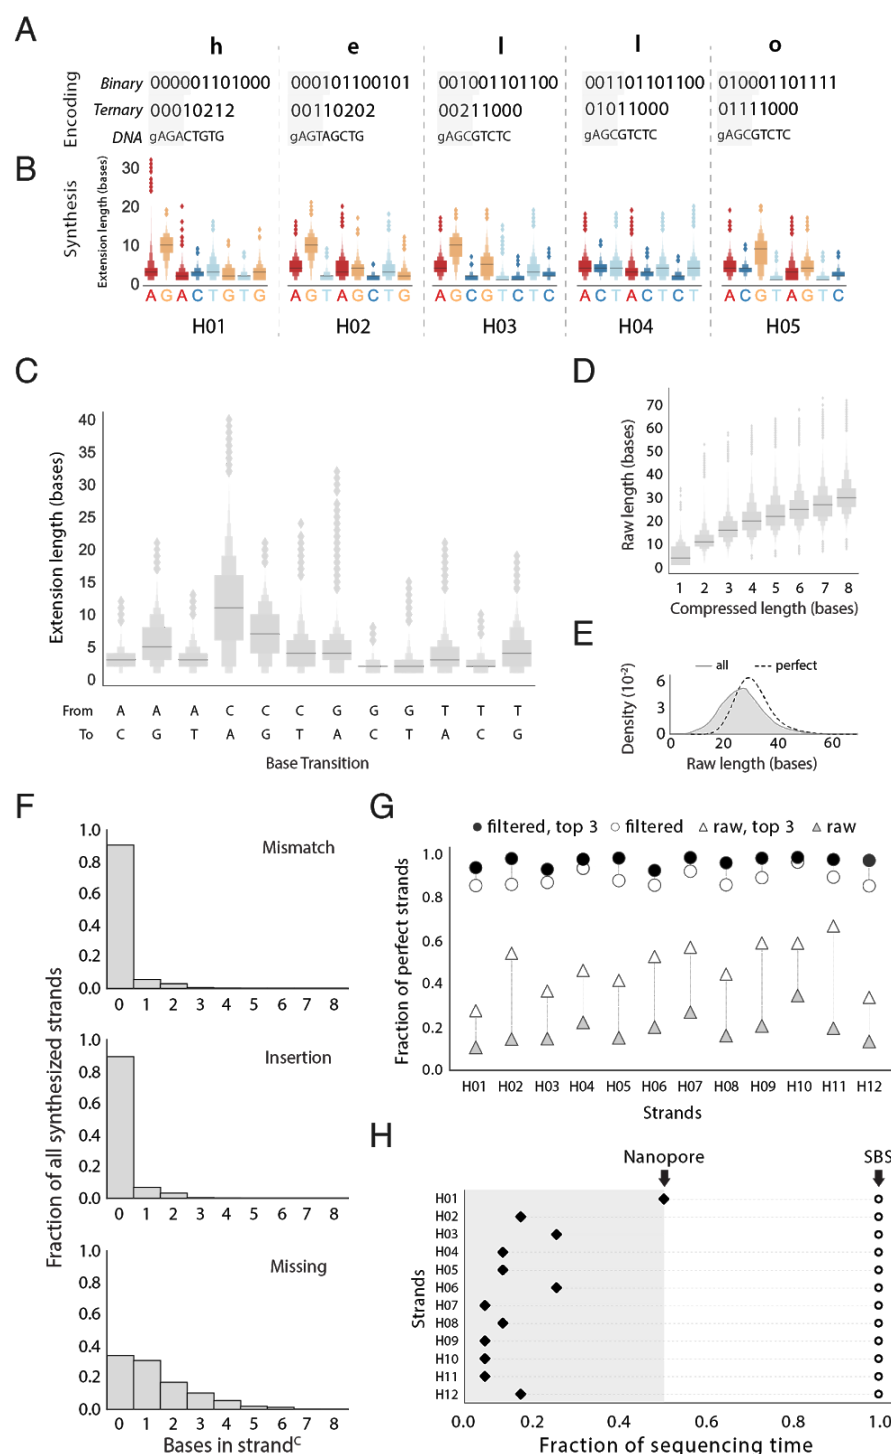 A
h e l l o
Encoding
Binary 000001101000 000101100101 001001101100 001101101100 010001101111
Ternary 00010212 00110202 00211000 01011000 01111000
DNA gAGACTGTG gAGTAGCTG gAGCGTCTC gAGCGTCTC gAGCGTCTC
B
Synthesis
Extension length (bases)
30
20
10
0
A G A C T G T G A G T A G C T G A G C G T C T C A C T A C T C T A C G T A G T C
H01 H02 H03 H04 H05
C
Extension length (bases)
40
35
30
25
20
15
10
5
0
From A A A C C C G G G T T T
To C G T A G T A C T A C G
Base Transition
D
Raw length (bases)
70
60
50
40
30
20
10
0
1 2 3 4 5 6 7 8
Compressed length (bases)
E
all perfect
Density (10⁻²)
6
3
0
0 20 40 60
Raw length (bases)
F
Fraction of all synthesized strands
Mismatch
1.0
0.8
0.6
0.4
0.2
0.0
0 1 2 3 4 5 6 7 8
Insertion
1.0
0.8
0.6
0.4
0.2
0.0
0 1 2 3 4 5 6 7 8
Missing
1.0
0.8
0.6
0.4
0.2
0.0
0 1 2 3 4 5 6 7 8
Bases in strandᶜ
G
filtered, top 3 filtered raw, top 3 raw
Fraction of perfect strands
1.0
0.8
0.6
0.4
0.2
0.0
H01 H02 H03 H04 H05 H06 H07 H08 H09 H10 H11 H12
Strands
H
Nanopore SBS
Strands
H01
H02
H03
H04
H05
H06
H07
H08
H09
H10
H11
H12
0.0 0.2 0.4 0.6 0.8 1.0
Fraction of sequencing time